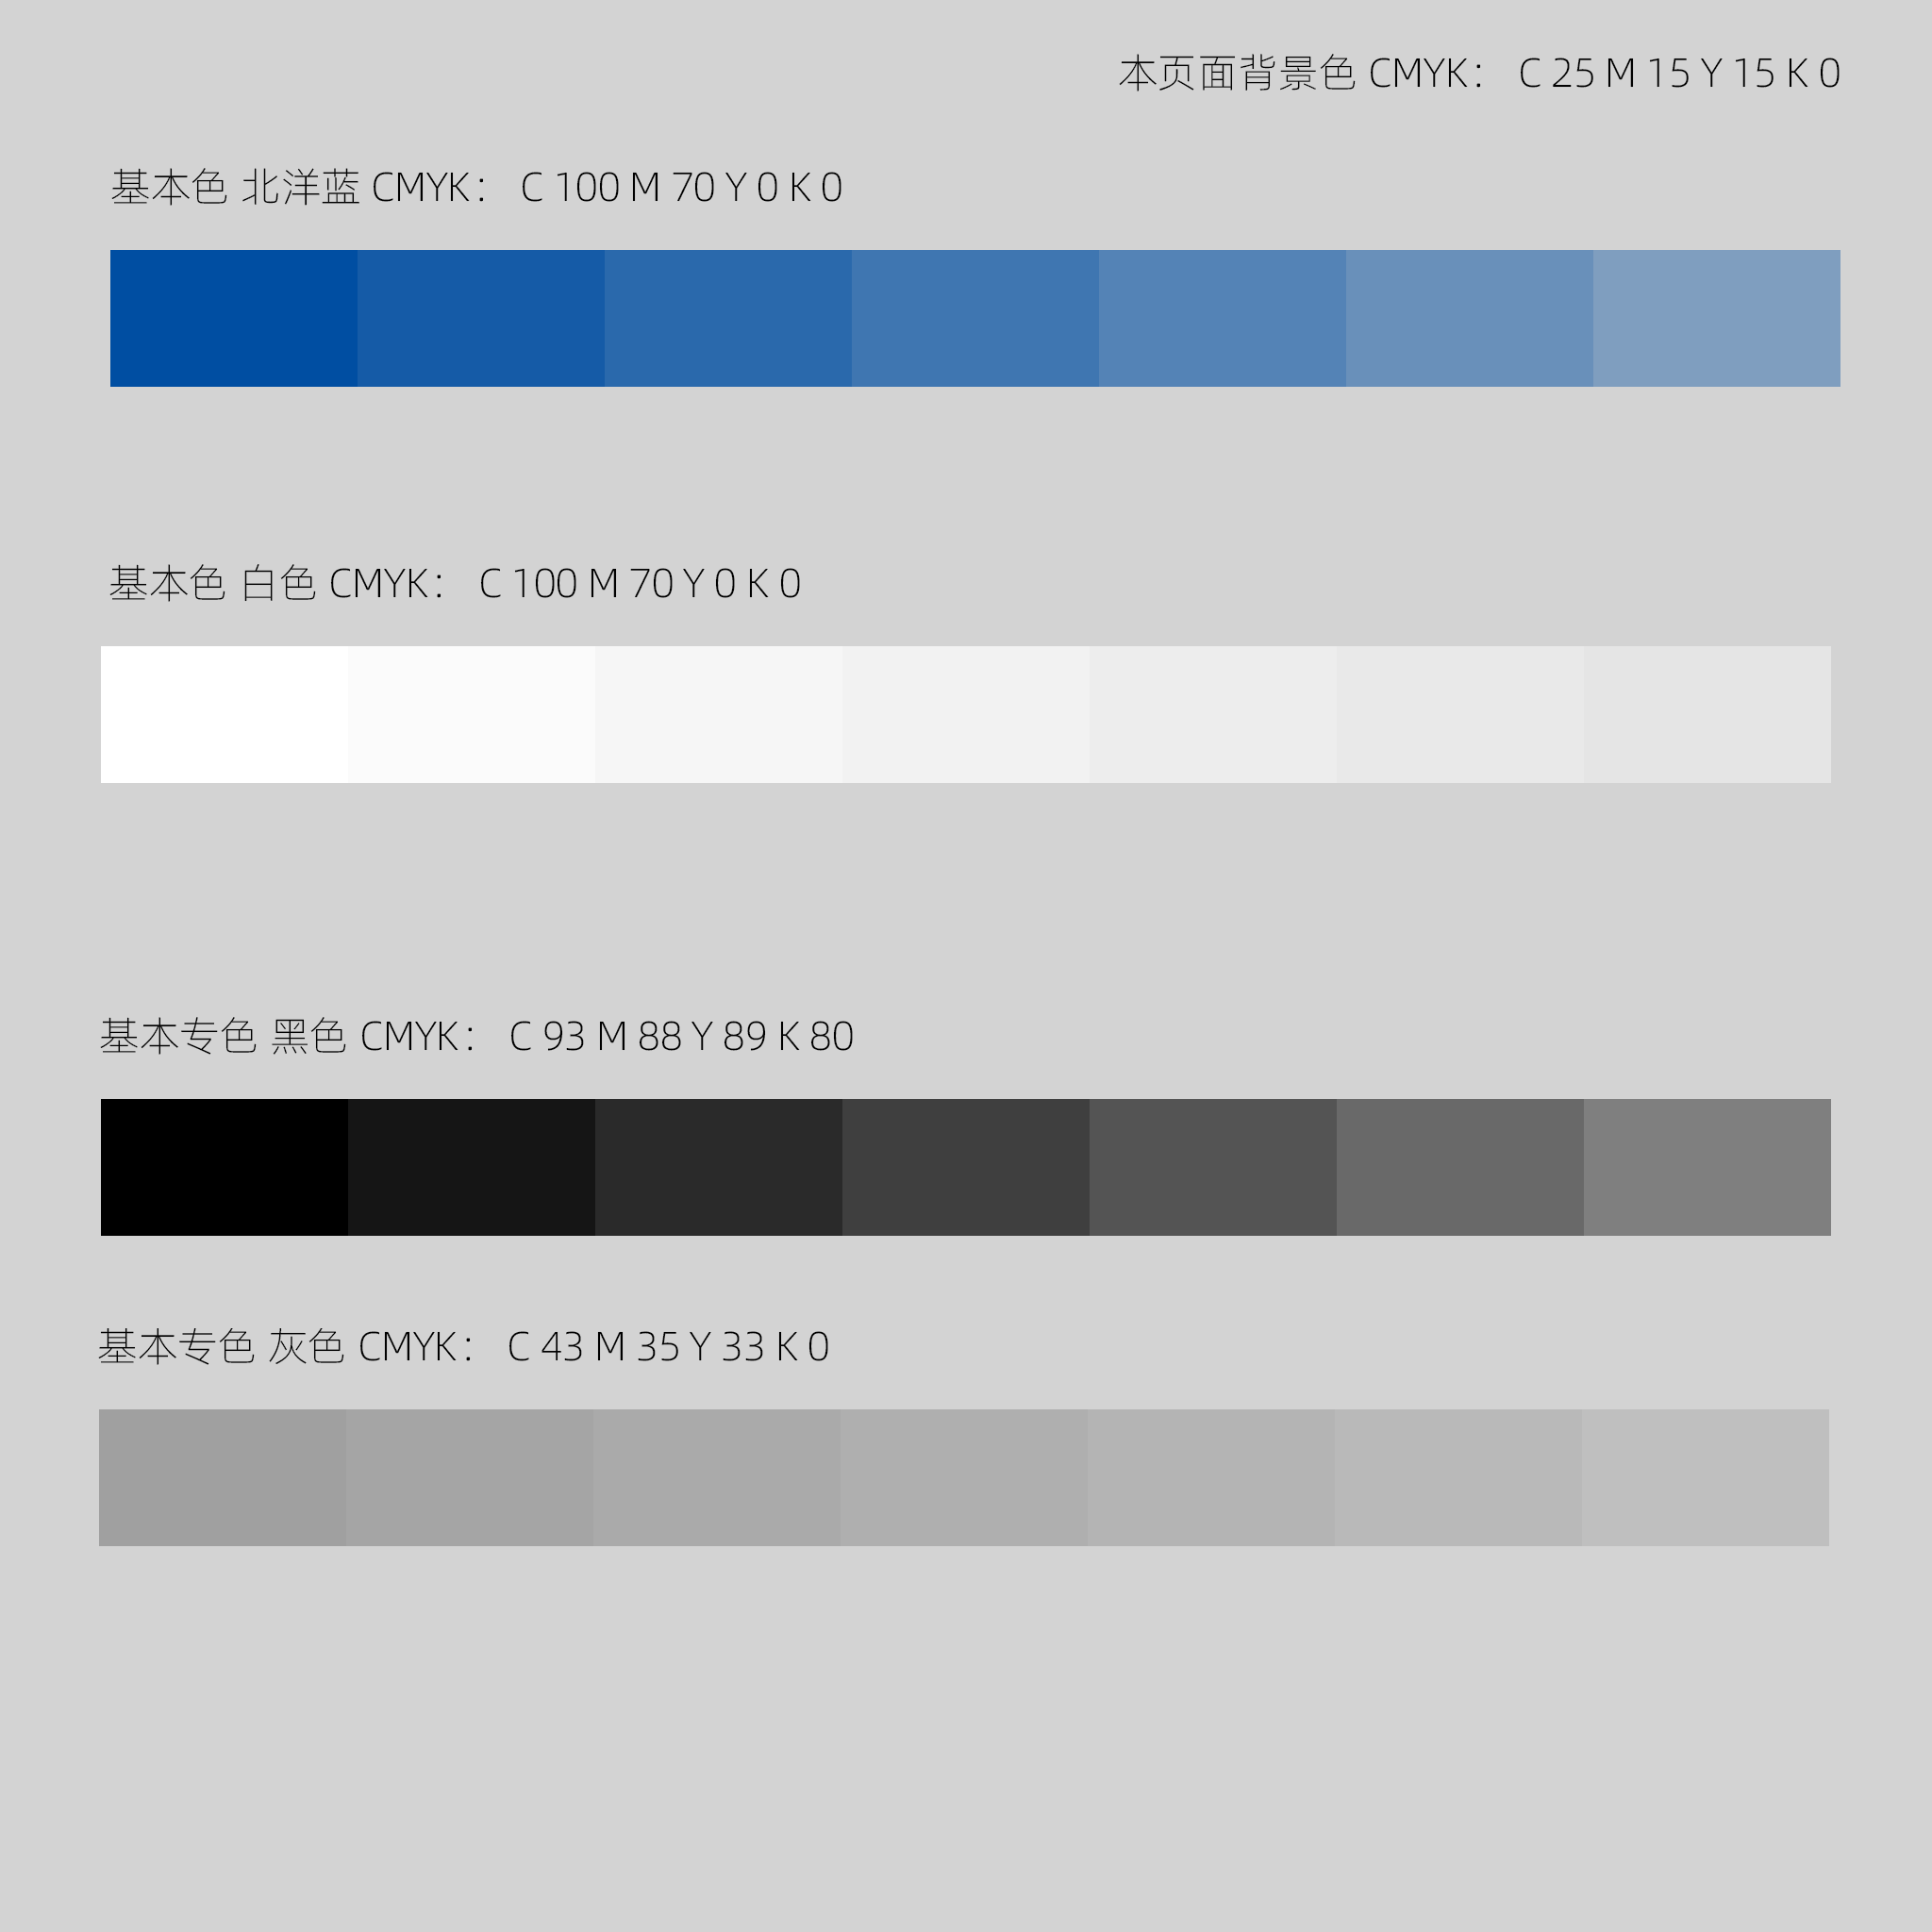 本页面背景色 CMYK： C 25 M 15 Y 15 K 0
基本色 北洋蓝 CMYK： C 100 M 70 Y 0 K 0
基本色 白色 CMYK： C 100 M 70 Y 0 K 0
基本专色 黑色 CMYK： C 93 M 88 Y 89 K 80
基本专色 灰色 CMYK： C 43 M 35 Y 33 K 0